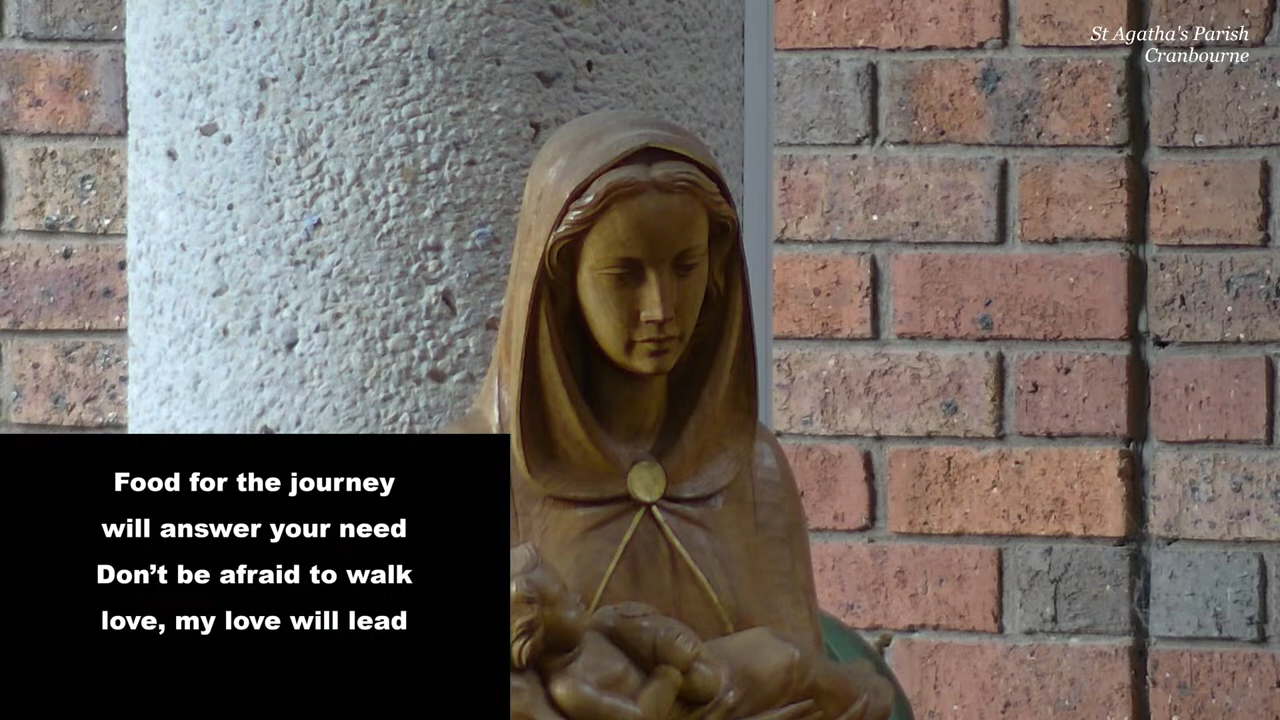 St Agatha's Parish
Cranbourne
Food for the journey
will answer your need
Don’t be afraid to walk
love, my love will lead